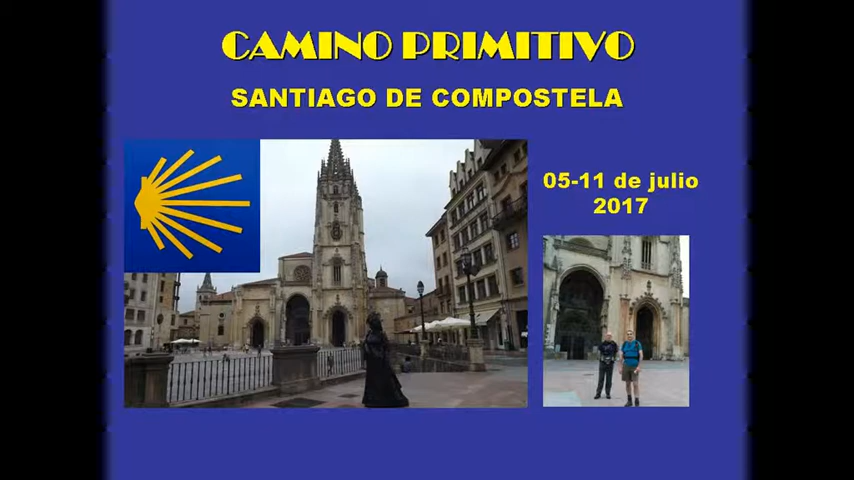 CAMINO PRIMITIVO
SANTIAGO DE COMPOSTELA
05-11 de julio
2017